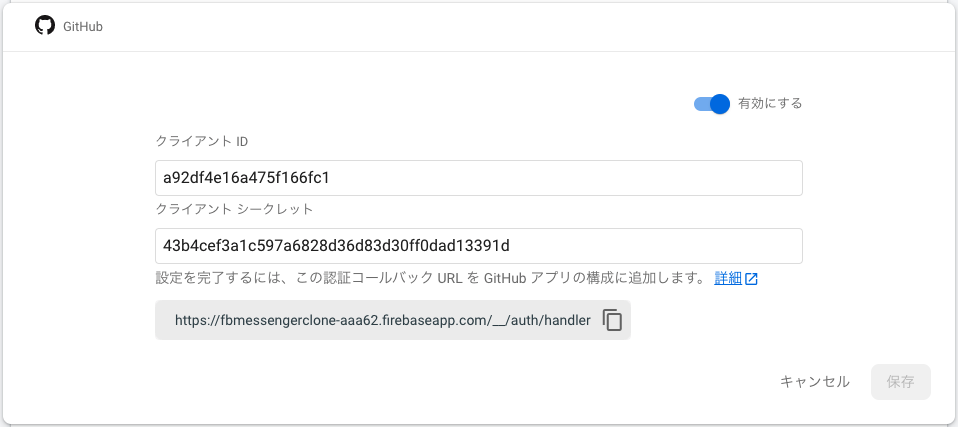 GitHub
有効にする
クライアント ID
a92df4e16a475f166fc1
クライアント シークレット
43b4cef3a1c597a6828d36d83d30ff0dad13391d
設定を完了するには、この認証コールバック URL を GitHub アプリの構成に追加します。 詳細
https://fbmessengerclone-aaa62.firebaseapp.com/__/auth/handler
キャンセル 保存